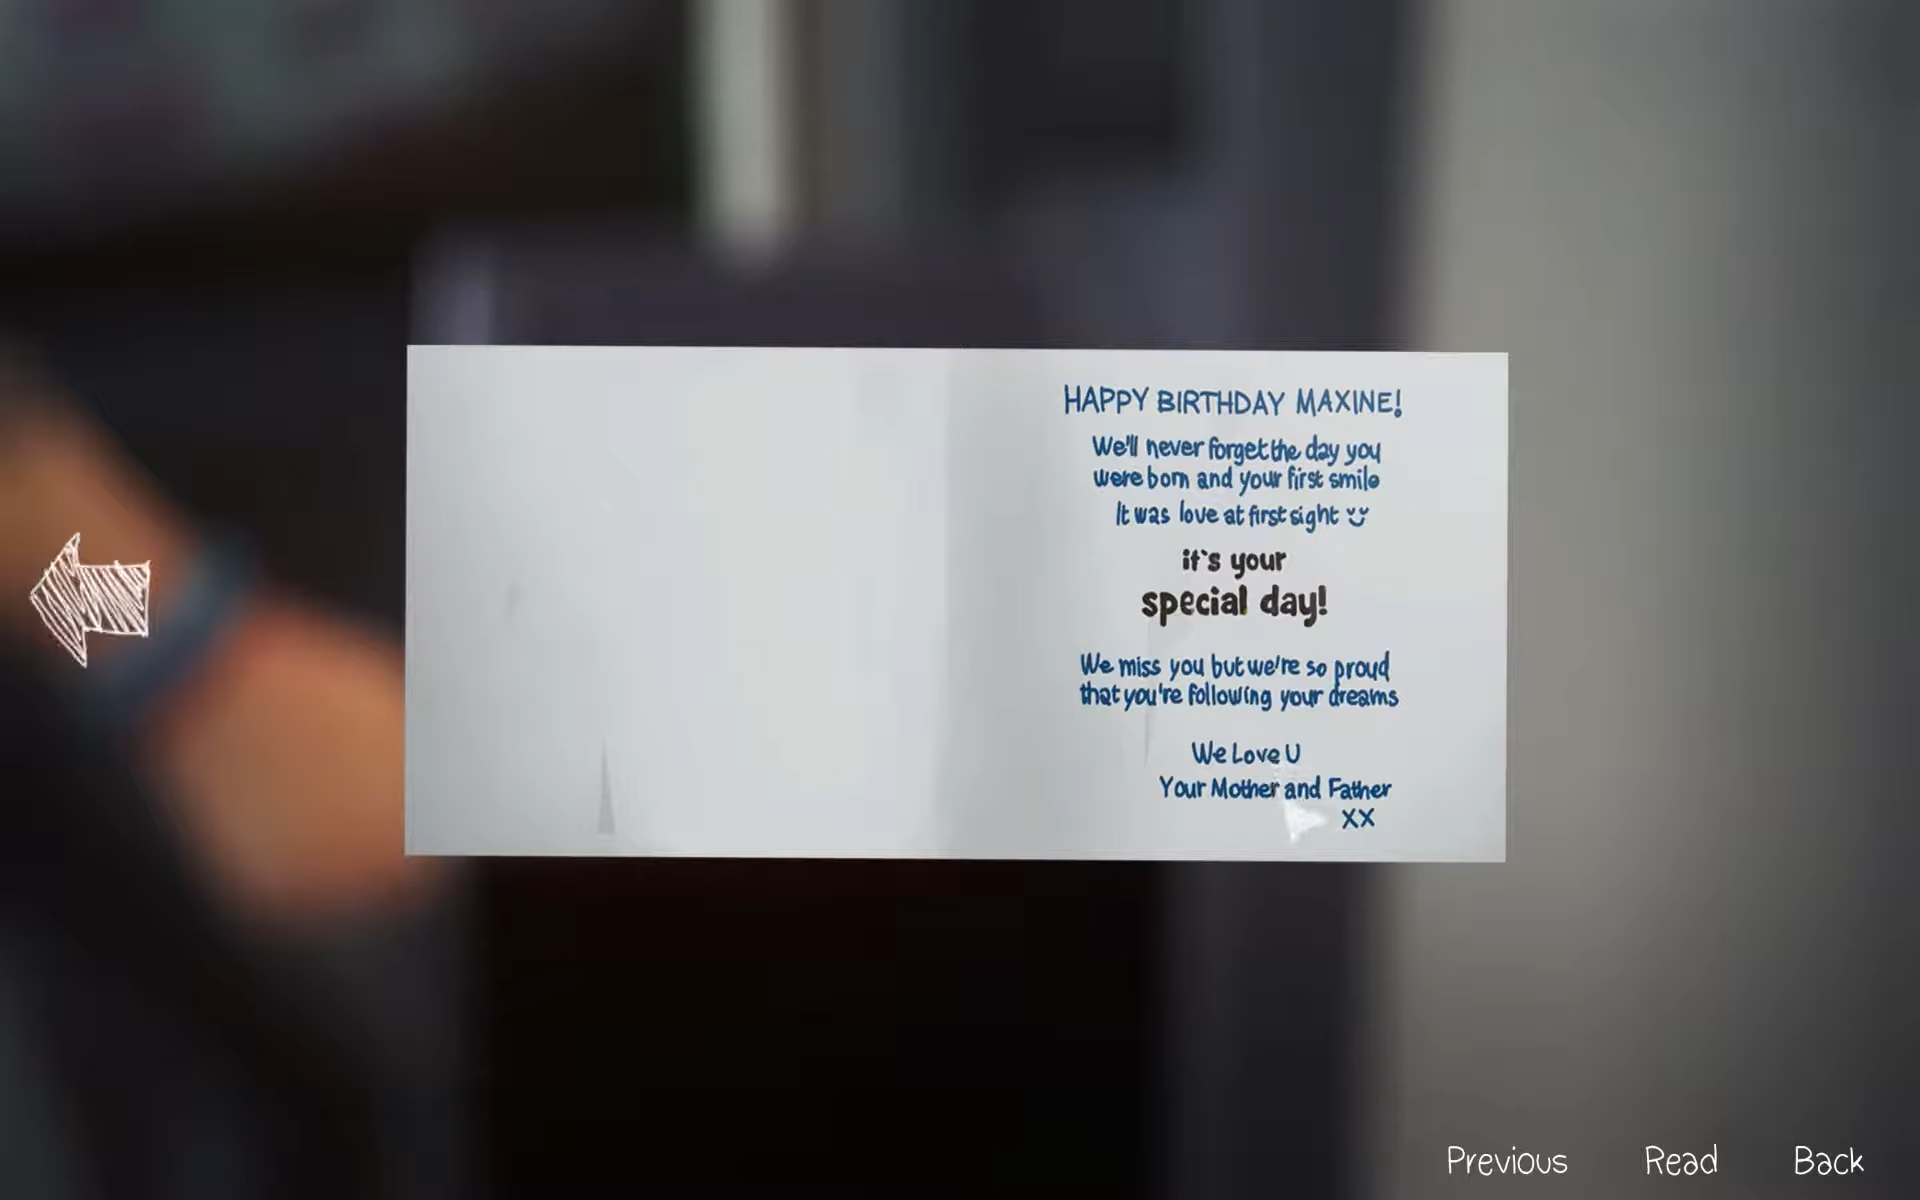 HAPPY BIRTHDAY MAXINE!
We'll never forget the day you
were born and your first smile
It was love at first sight
it's your
special day!
We miss you but we're so proud
that you're following your dreams
We Love U
Your Mother and Father
XX
Previous Read Back